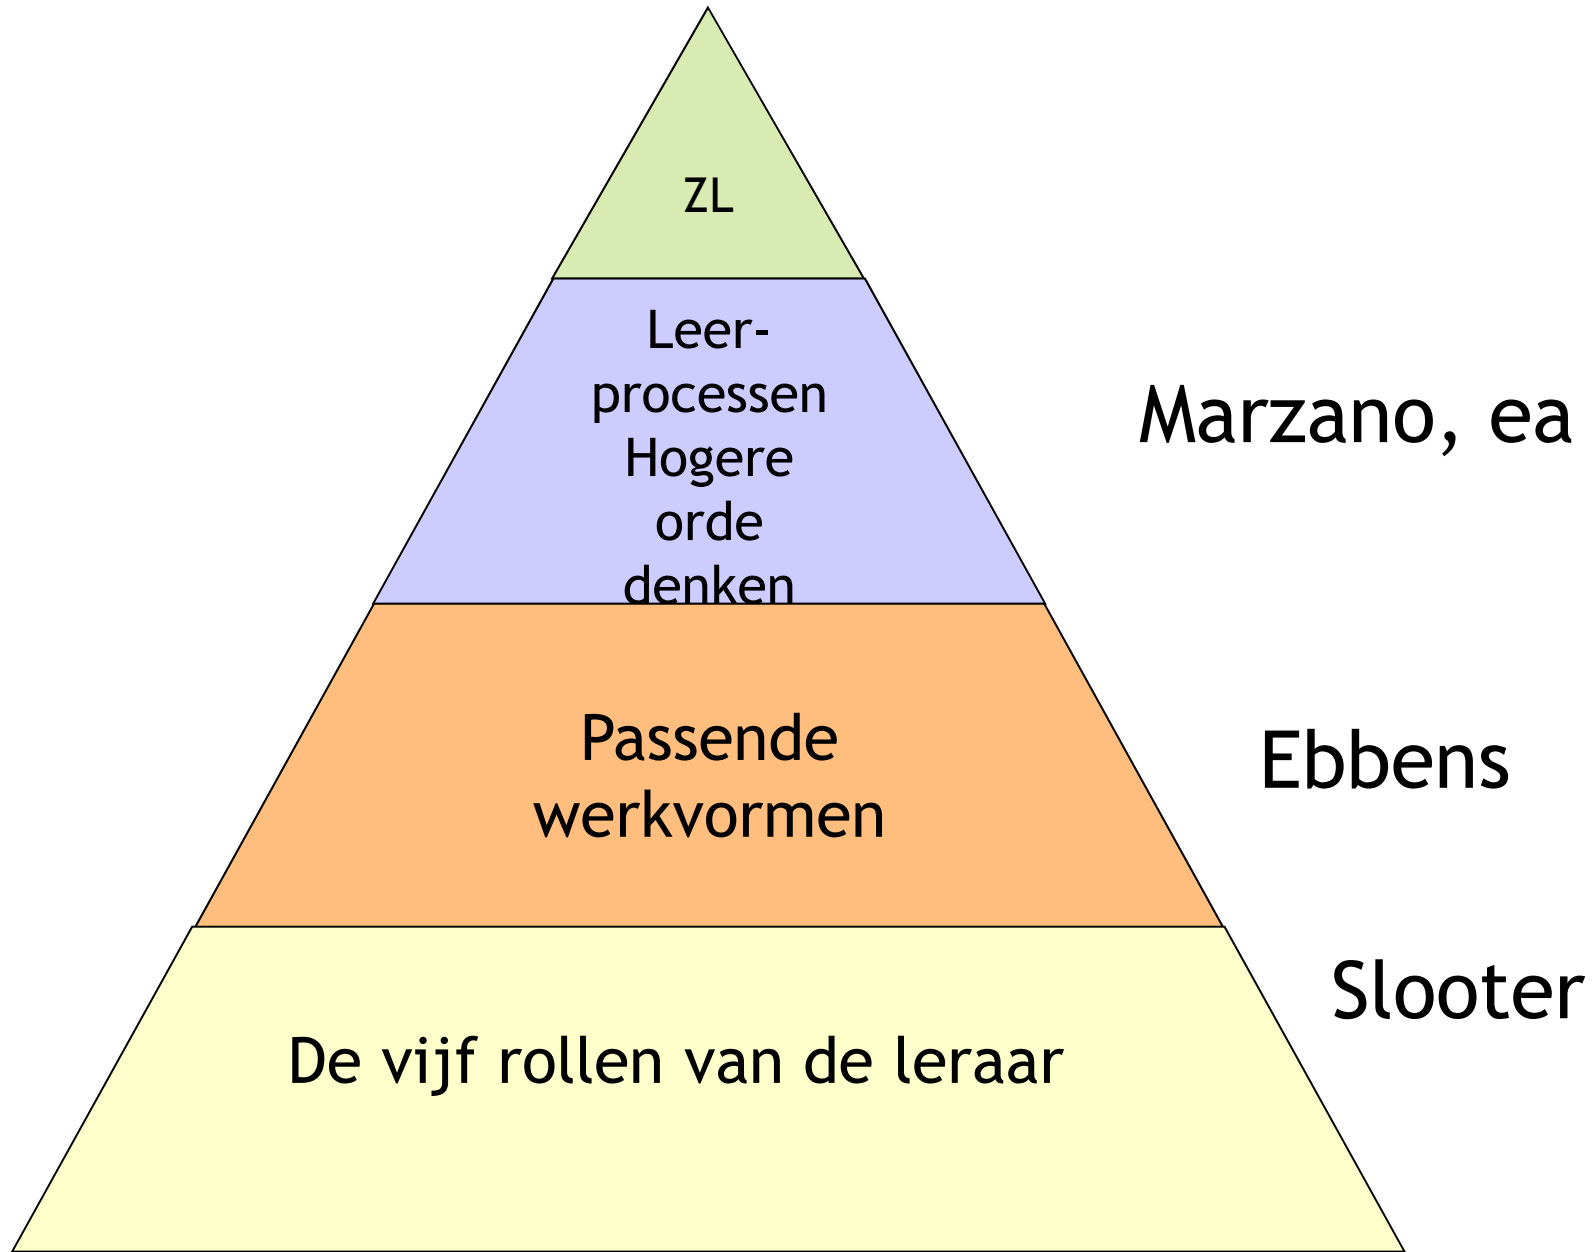 ZL
Leer-
processen
Hogere
orde
denken
Marzano, ea
Passende
werkvormen
Ebbens
Slooter
De vijf rollen van de leraar